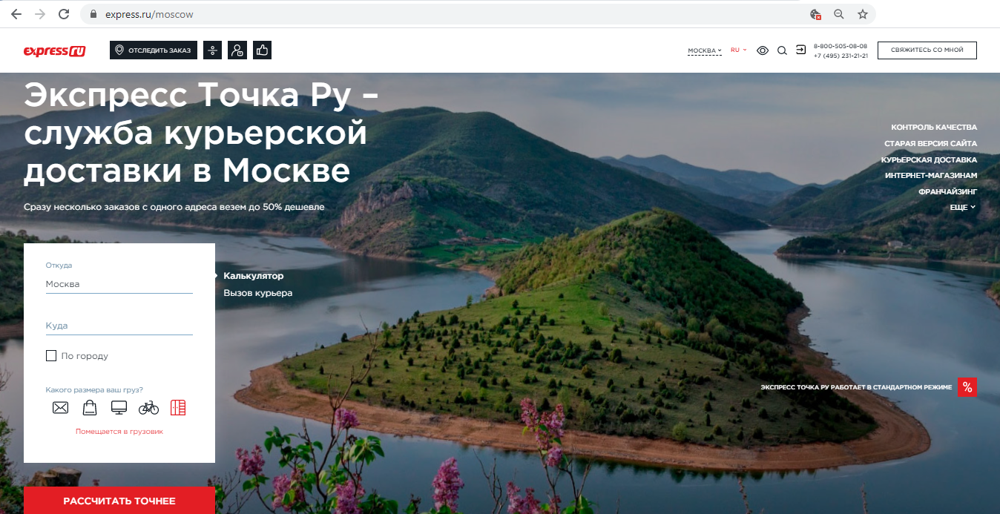 express.ru/moscow
express ru
ОТСЛЕДИТЬ ЗАКАЗ
МОСКВА
RU
8-800-505-08-08
+7 (495) 231-21-21
СВЯЖИТЕСЬ СО МНОЙ
Экспресс Точка Ру –
служба курьерской
доставки в Москве
Сразу несколько заказов с одного адреса везем до 50% дешевле
КОНТРОЛЬ КАЧЕСТВА
СТАРАЯ ВЕРСИЯ САЙТА
КУРЬЕРСКАЯ ДОСТАВКА
ИНТЕРНЕТ-МАГАЗИНАМ
ФРАНЧАЙЗИНГ
ЕЩЕ
Откуда
Москва
Куда
По городу
Какого размера ваш груз?
Помещается в грузовик
РАССЧИТАТЬ ТОЧНЕЕ
Калькулятор
Вызов курьера
ЭКСПРЕСС ТОЧКА РУ РАБОТАЕТ В СТАНДАРТНОМ РЕЖИМЕ %